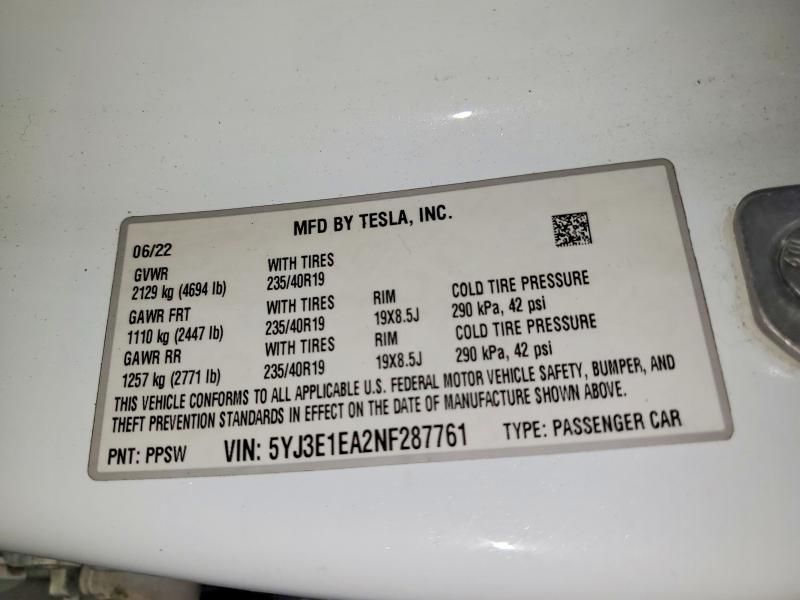 MFD BY TESLA, INC.
06/22
GVWR WITH TIRES
2129 kg (4694 lb) 235/40R19
GAWR FRT WITH TIRES RIM COLD TIRE PRESSURE
1110 kg (2447 lb) 235/40R19 19X8.5J 290 kPa, 42 psi
GAWR RR WITH TIRES RIM COLD TIRE PRESSURE
1257 kg (2771 lb) 235/40R19 19X8.5J 290 kPa, 42 psi
THIS VEHICLE CONFORMS TO ALL APPLICABLE U.S. FEDERAL MOTOR VEHICLE SAFETY, BUMPER, AND
THEFT PREVENTION STANDARDS IN EFFECT ON THE DATE OF MANUFACTURE SHOWN ABOVE.
PNT: PPSW VIN: 5YJ3E1EA2NF287761 TYPE: PASSENGER CAR